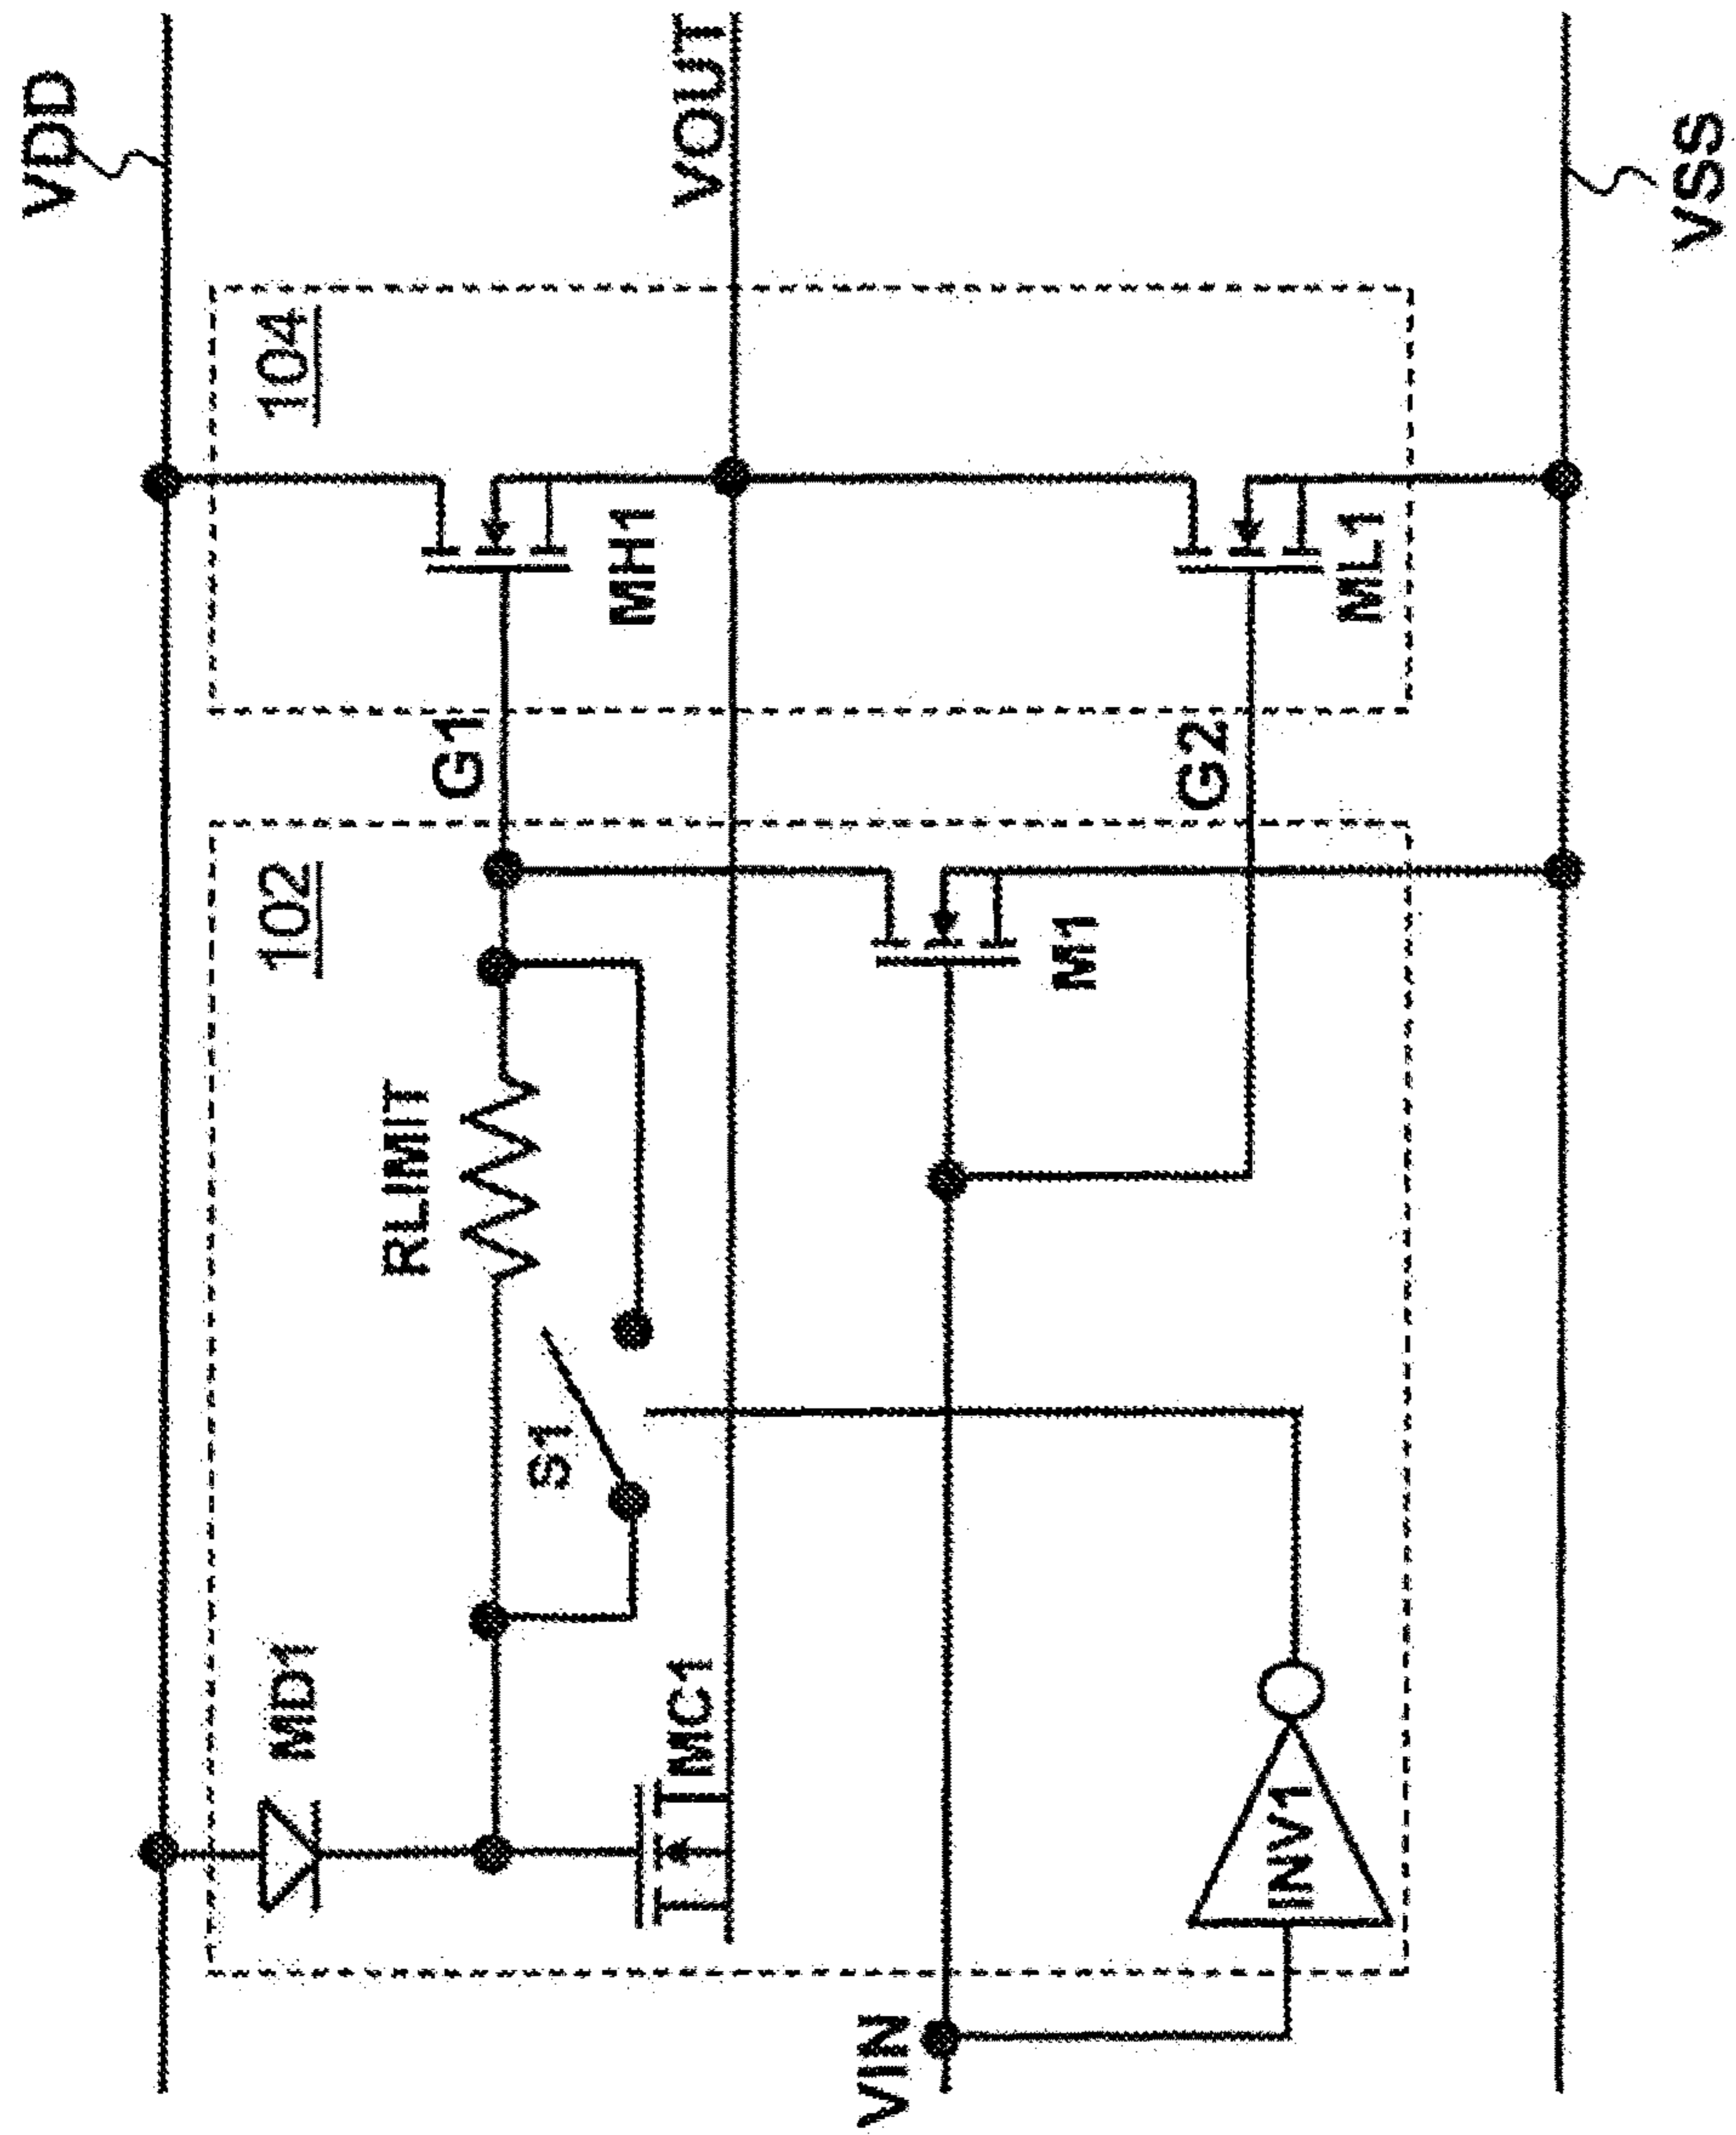 VDD
102
104
MD1
RLIMIT
G1
S1
MH1
MC1
VOUT
VIN
M1
G2
INV1
ML1
VSS